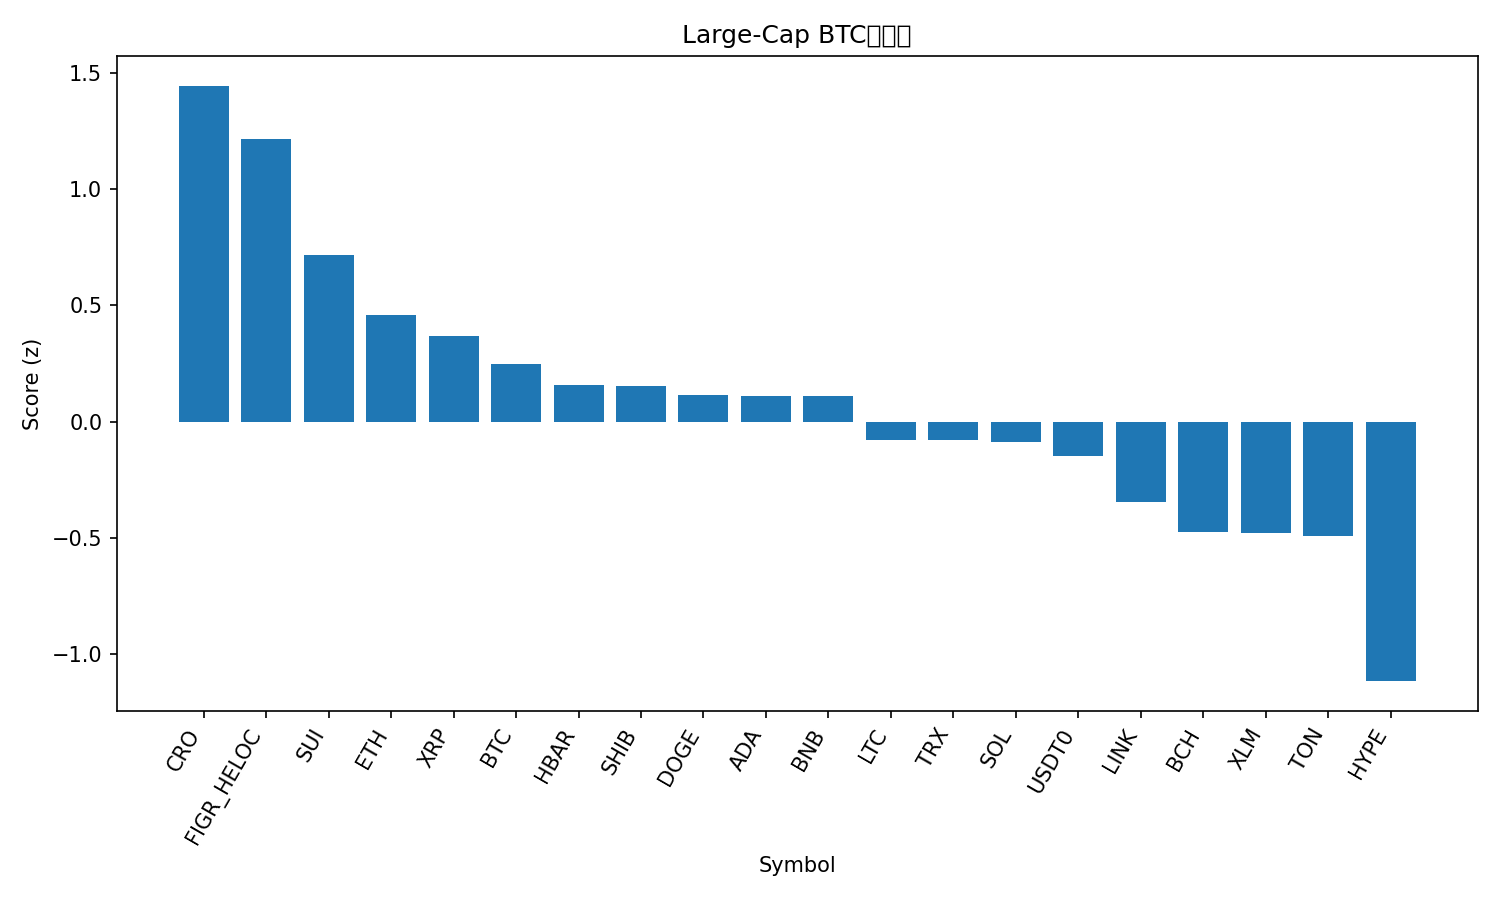 Large-Cap BTC
Score (z)
1.5
1.0
0.5
0.0
−0.5
−1.0
CRO
FIGR_HELOC
SUI
ETH
XRP
BTC
HBAR
SHIB
DOGE
ADA
BNB
LTC
TRX
SOL
USDT0
LINK
BCH
XLM
TON
HYPE
Symbol